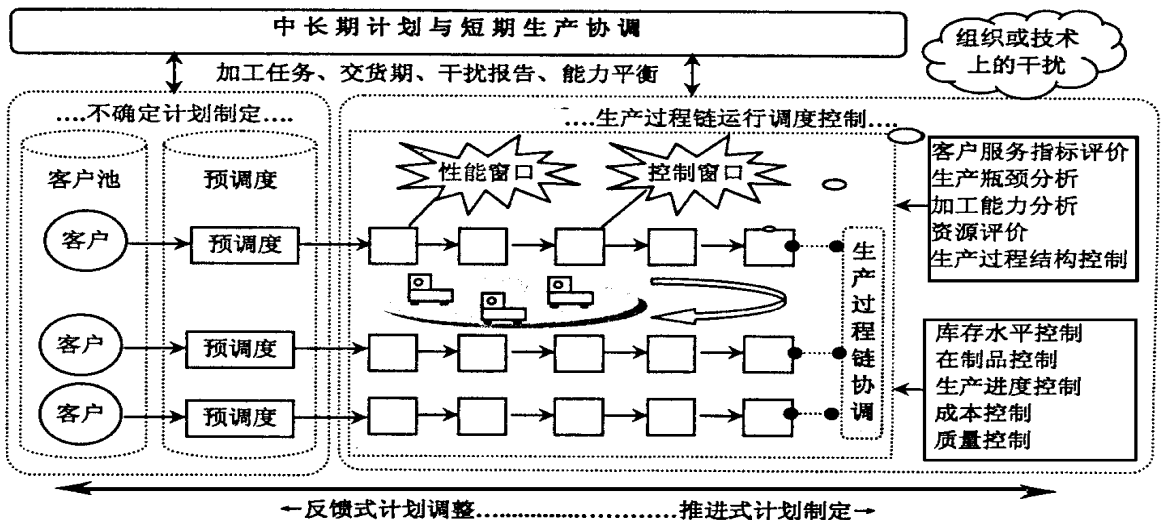 中长期计划与短期生产协调
组织或技术
上的干扰
加工任务、交货期、干扰报告、能力平衡
....不确定计划制定....
....生产过程链运行调度控制....
客户池
预调度
性能窗口
控制窗口
客户服务指标评价
生产瓶颈分析
加工能力分析
资源评价
生产过程结构控制
客户
预调度
客户
预调度
客户
预调度
生产过程链协调
库存水平控制
在制品控制
生产进度控制
成本控制
质量控制
←反馈式计划调整............................推进式计划制定→